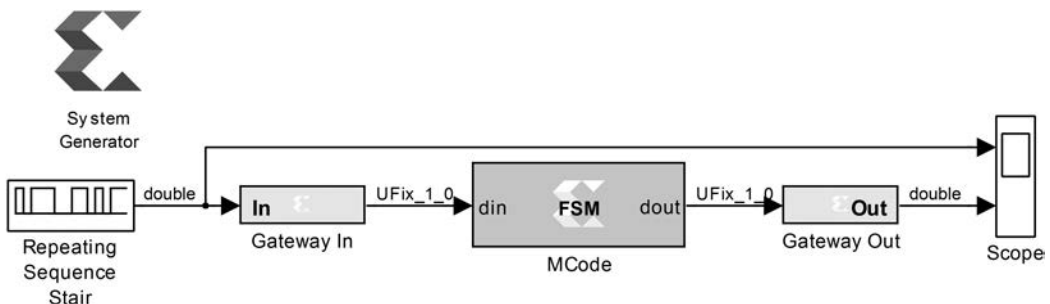 System
Generator
double
UFix_1_0
UFix_1_0
double
In
din
FSM
dout
Out
Gateway In
MCode
Gateway Out
Scope
Repeating
Sequence
Stair